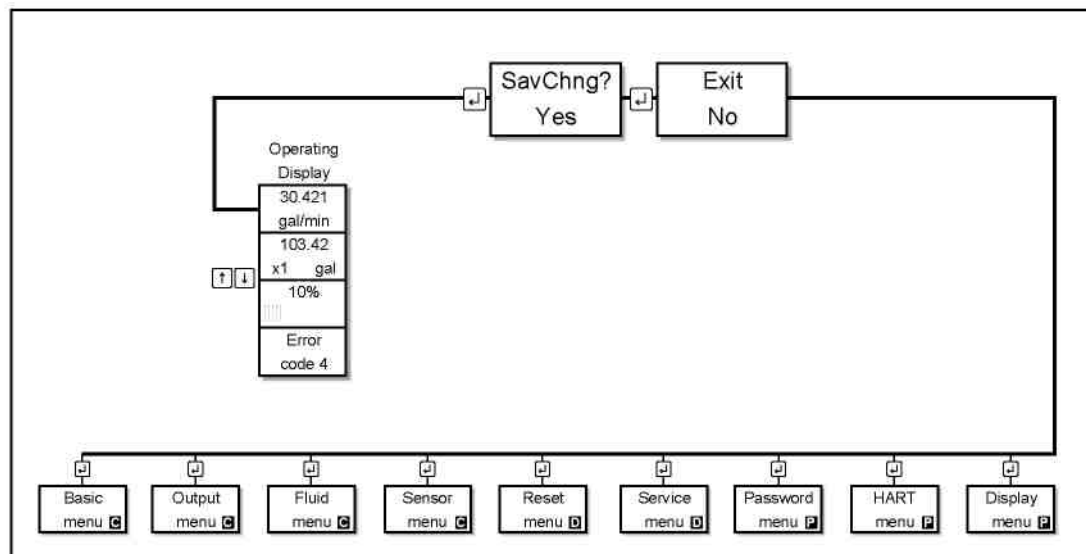 SavChng?
Yes
Exit
No
Operating
Display
30.421
gal/min
103.42
x1 gal
10%
Error
code 4
Basic
menu C
Output
menu C
Fluid
menu C
Sensor
menu C
Reset
menu D
Service
menu D
Password
menu P
HART
menu P
Display
menu P